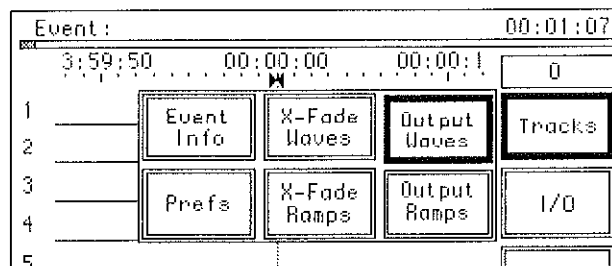 Event: 00:01:07
3:59:50 00:00:00 00:00:1
0
1
2
3
4
5
Event Info
X-Fade Waves
Output Waves
Tracks
Prefs
X-Fade Ramps
Output Ramps
I/O